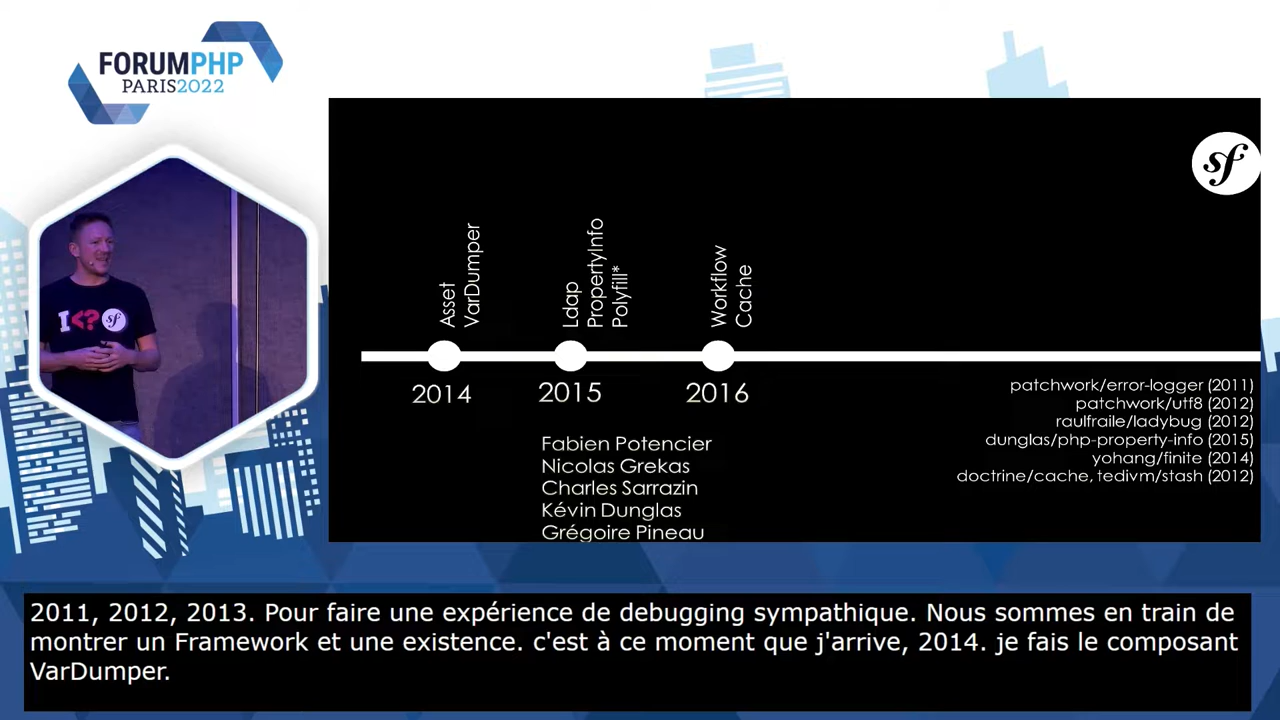 FORUMPHP
PARIS2022
sf
I<? sf
Asset
VarDumper
Ldap
PropertyInfo
Polyfill*
Workflow
Cache
2014
2015
2016
Fabien Potencier
Nicolas Grekas
Charles Sarrazin
Kévin Dunglas
Grégoire Pineau
patchwork/error-logger (2011)
patchwork/utf8 (2012)
raulfraile/ladybug (2012)
dunglas/php-property-info (2015)
yohang/finite (2014)
doctrine/cache, tedivm/stash (2012)
2011, 2012, 2013. Pour faire une expérience de debugging sympathique. Nous sommes en train de
montrer un Framework et une existence. c'est à ce moment que j'arrive, 2014. je fais le composant
VarDumper.